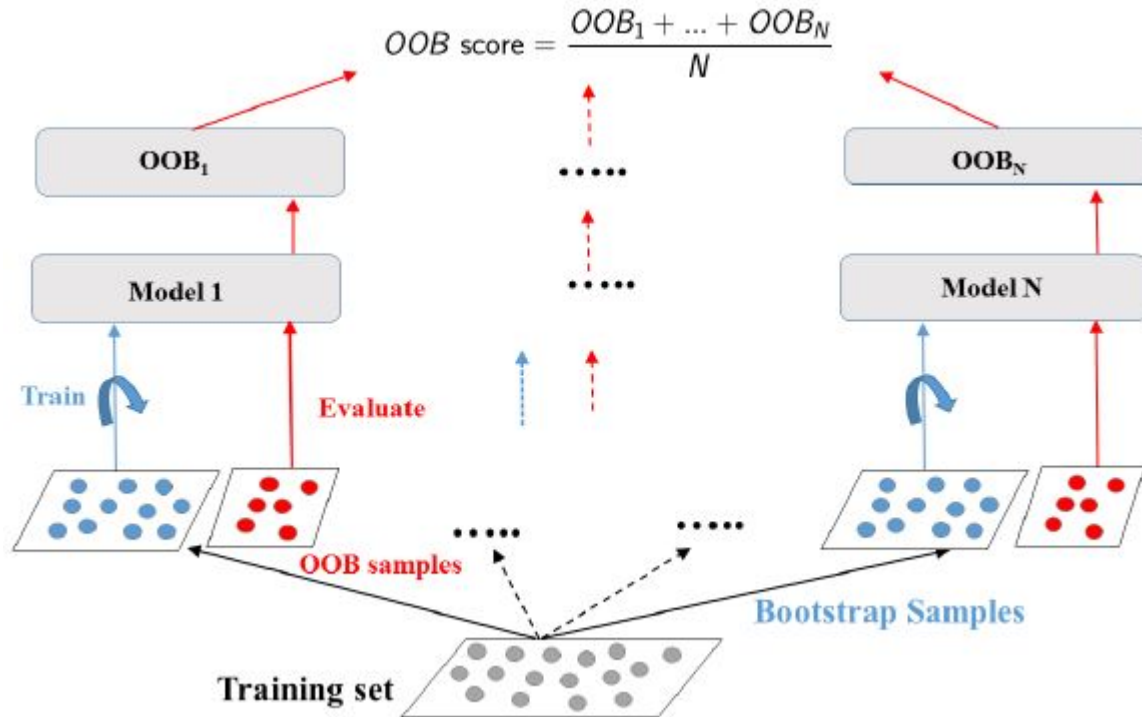 OOB score = (OOB₁ + ... + OOB_N) / N
OOB₁
OOB_N
Model 1
Model N
Train
Evaluate
OOB samples
Bootstrap Samples
Training set